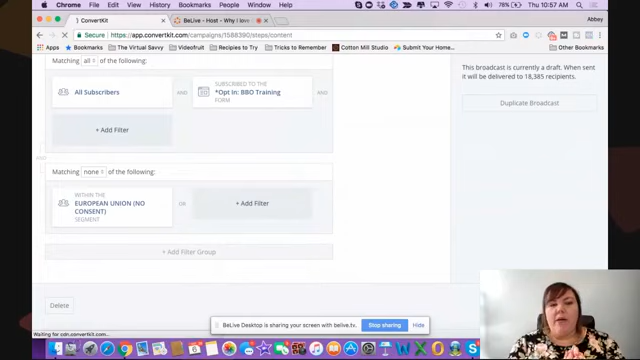 Chrome File Edit View History Bookmarks People Window Help
78% Thu 10:57 AM
ConvertKit
BeLive - Host - Why I love
Abbey
Secure https://app.convertkit.com/campaigns/1588390/steps/content
Apps Bookmarks The Virtual Savvy VideoFruit Recipes to Try Tricks to Remember Cotton Mill Studio Submit Your Home... Other Bookmarks
Matching all of the following:
All Subscribers
AND
SUBSCRIBED TO THE
*Opt In: BBO Training
FORM
AND
+ Add Filter
AND
Matching none of the following:
WITHIN THE
EUROPEAN UNION (NO
CONSENT)
SEGMENT
OR
+ Add Filter
+ Add Filter Group
Delete
This broadcast is currently a draft. When sent
it will be delivered to 18,385 recipients.
Duplicate Broadcast
BeLive Desktop is sharing your screen with belive.tv.
Stop sharing
Hide
Waiting for cdn.convertkit.com...